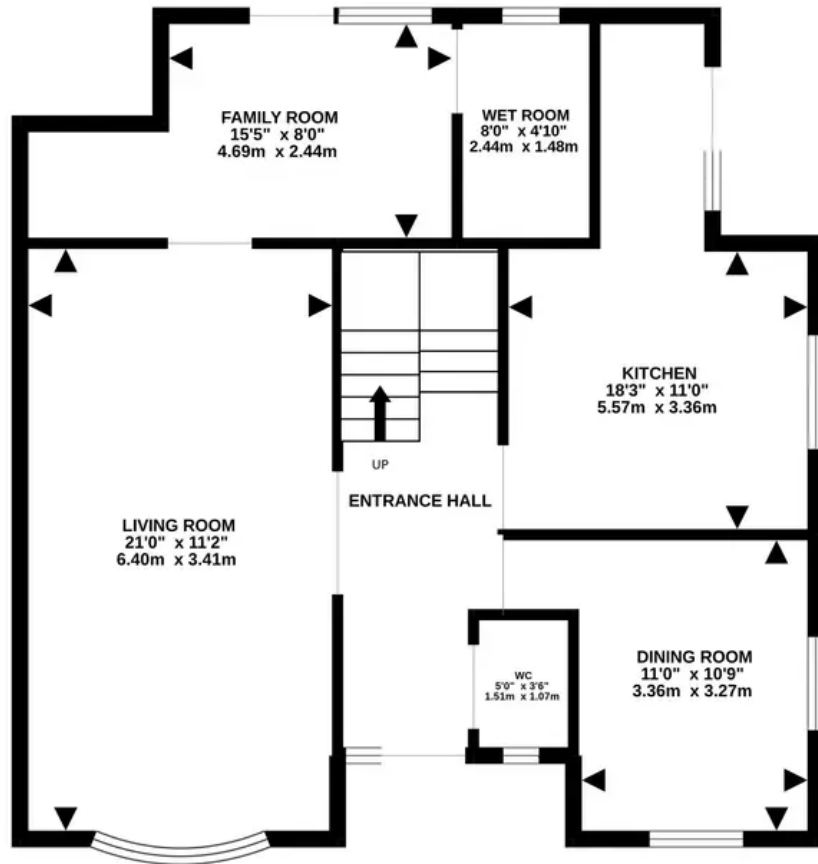 FAMILY ROOM
15'5" x 8'0"
4.69m x 2.44m
WET ROOM
8'0" x 4'10"
2.44m x 1.48m
KITCHEN
18'3" x 11'0"
5.57m x 3.36m
UP
ENTRANCE HALL
LIVING ROOM
21'0" x 11'2"
6.40m x 3.41m
WC
5'0" x 3'6"
1.51m x 1.07m
DINING ROOM
11'0" x 10'9"
3.36m x 3.27m